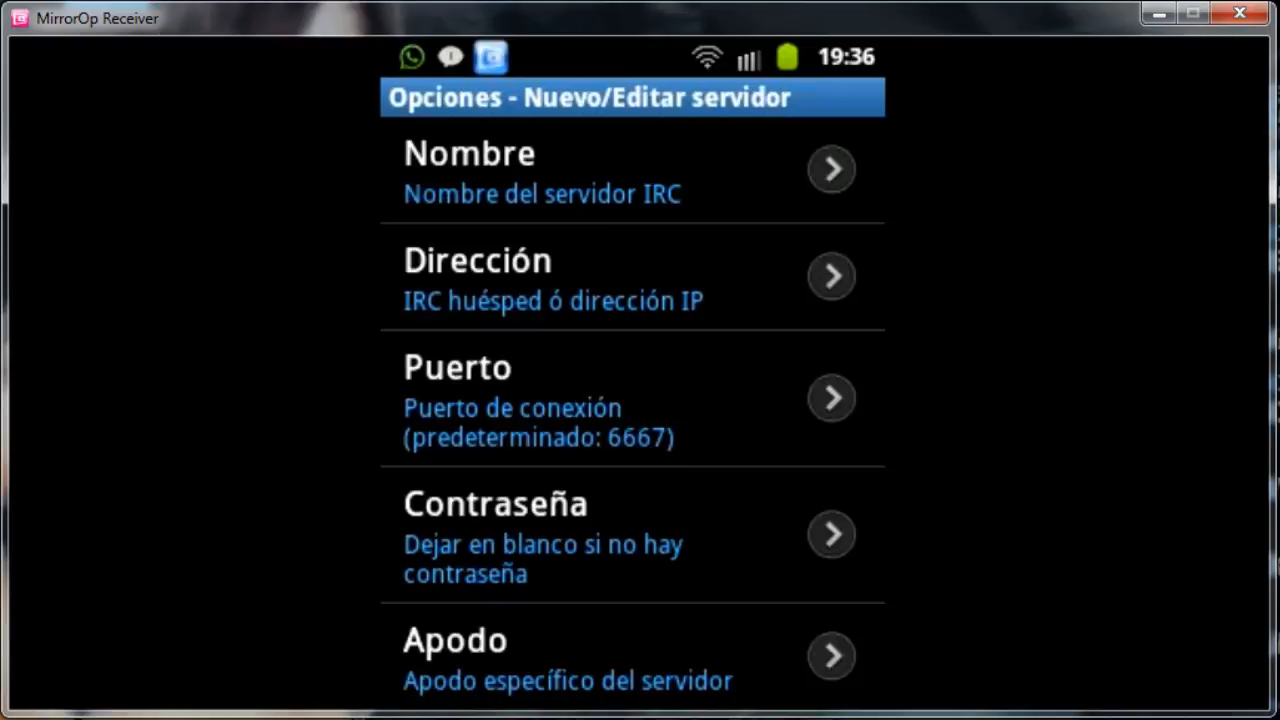 MirrorOp Receiver
19:36
Opciones - Nuevo/Editar servidor
Nombre
Nombre del servidor IRC
Dirección
IRC huésped ó dirección IP
Puerto
Puerto de conexión
(predeterminado: 6667)
Contraseña
Dejar en blanco si no hay
contraseña
Apodo
Apodo específico del servidor